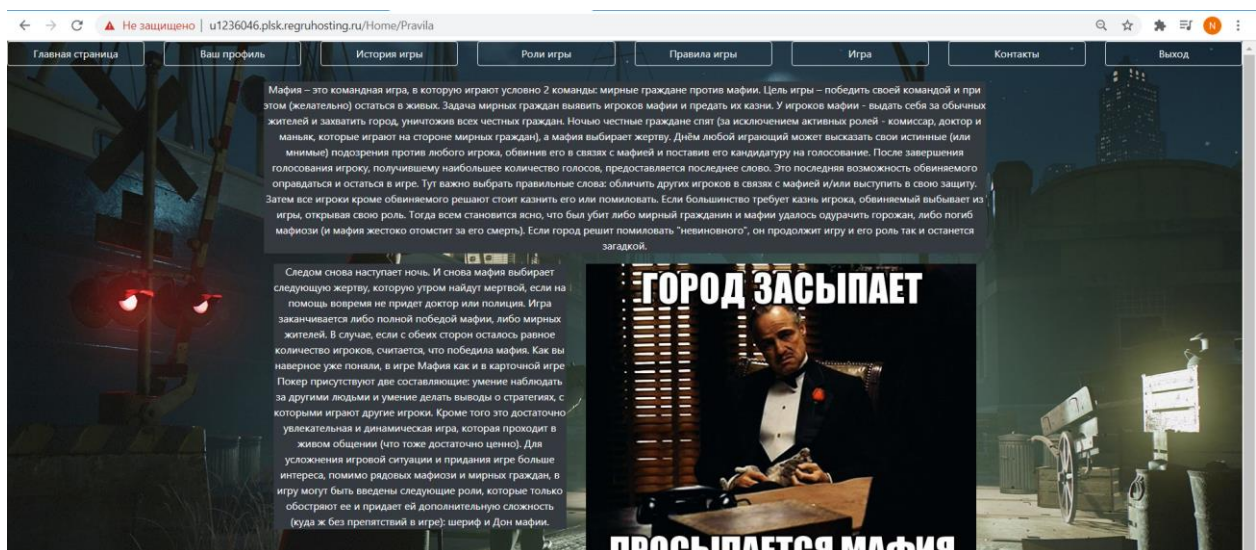 Не защищено | u1236046.plsk.regruhosting.ru/Home/Pravila
N
Главная страница
Ваш профиль
История игры
Роли игры
Правила игры
Игра
Контакты
Выход
Мафия – это командная игра, в которую играют условно 2 команды: мирные граждане против мафии. Цель игры – победить своей командой и при
этом (желательно) остаться в живых. Задача мирных граждан выявить игроков мафии и предать их казни. У игроков мафии - выдать себя за обычных
жителей и захватить город, уничтожив всех честных граждан. Ночью честные граждане спят (за исключением активных ролей - комиссар, доктор и
маньяк, которые играют на стороне мирных граждан), а мафия выбирает жертву. Днём любой играющий может высказать свои истинные (или
мнимые) подозрения против любого игрока, обвинив его в связях с мафией и поставив его кандидатуру на голосование. После завершения
голосования игроку, получившему наибольшее количество голосов, предоставляется последнее слово. Это последняя возможность обвиняемого
оправдаться и остаться в игре. Тут важно выбрать правильные слова: обличить других игроков в связях с мафией и/или выступить в свою защиту.
Затем все игроки кроме обвиняемого решают стоит казнить его или помиловать. Если большинство требует казнь игрока, обвиняемый выбывает из
игры, открывая свою роль. Тогда всем становится ясно, что был убит либо мирный гражданин и мафии удалось одурачить горожан, либо погиб
мафиози (и мафия жестоко отомстит за его смерть). Если город решит помиловать "невиновного", он продолжит игру и его роль так и останется
загадкой.
Следом снова наступает ночь. И снова мафия выбирает
следующую жертву, которую утром найдут мертвой, если на
помощь вовремя не придет доктор или полиция. Игра
заканчивается либо полной победой мафии, либо мирных
жителей. В случае, если с обеих сторон осталось равное
количество игроков, считается, что победила мафия. Как вы
наверное уже поняли, в игре Мафия как и в карточной игре
Покер присутствуют две составляющие: умение наблюдать
за другими людьми и умение делать выводы о стратегиях, с
которыми играют другие игроки. Кроме того это достаточно
увлекательная и динамическая игра, которая проходит в
живом общении (что тоже достаточно ценно). Для
усложнения игровой ситуации и придания игре больше
интереса, помимо рядовых мафиози и мирных граждан, в
игру могут быть введены следующие роли, которые только
обостряют ее и придает ей дополнительную сложность
(куда ж без препятствий в игре): шериф и Дон мафии.
ГОРОД ЗАСЫПАЕТ
ПРОСЫПАЕТСЯ МАФИЯ